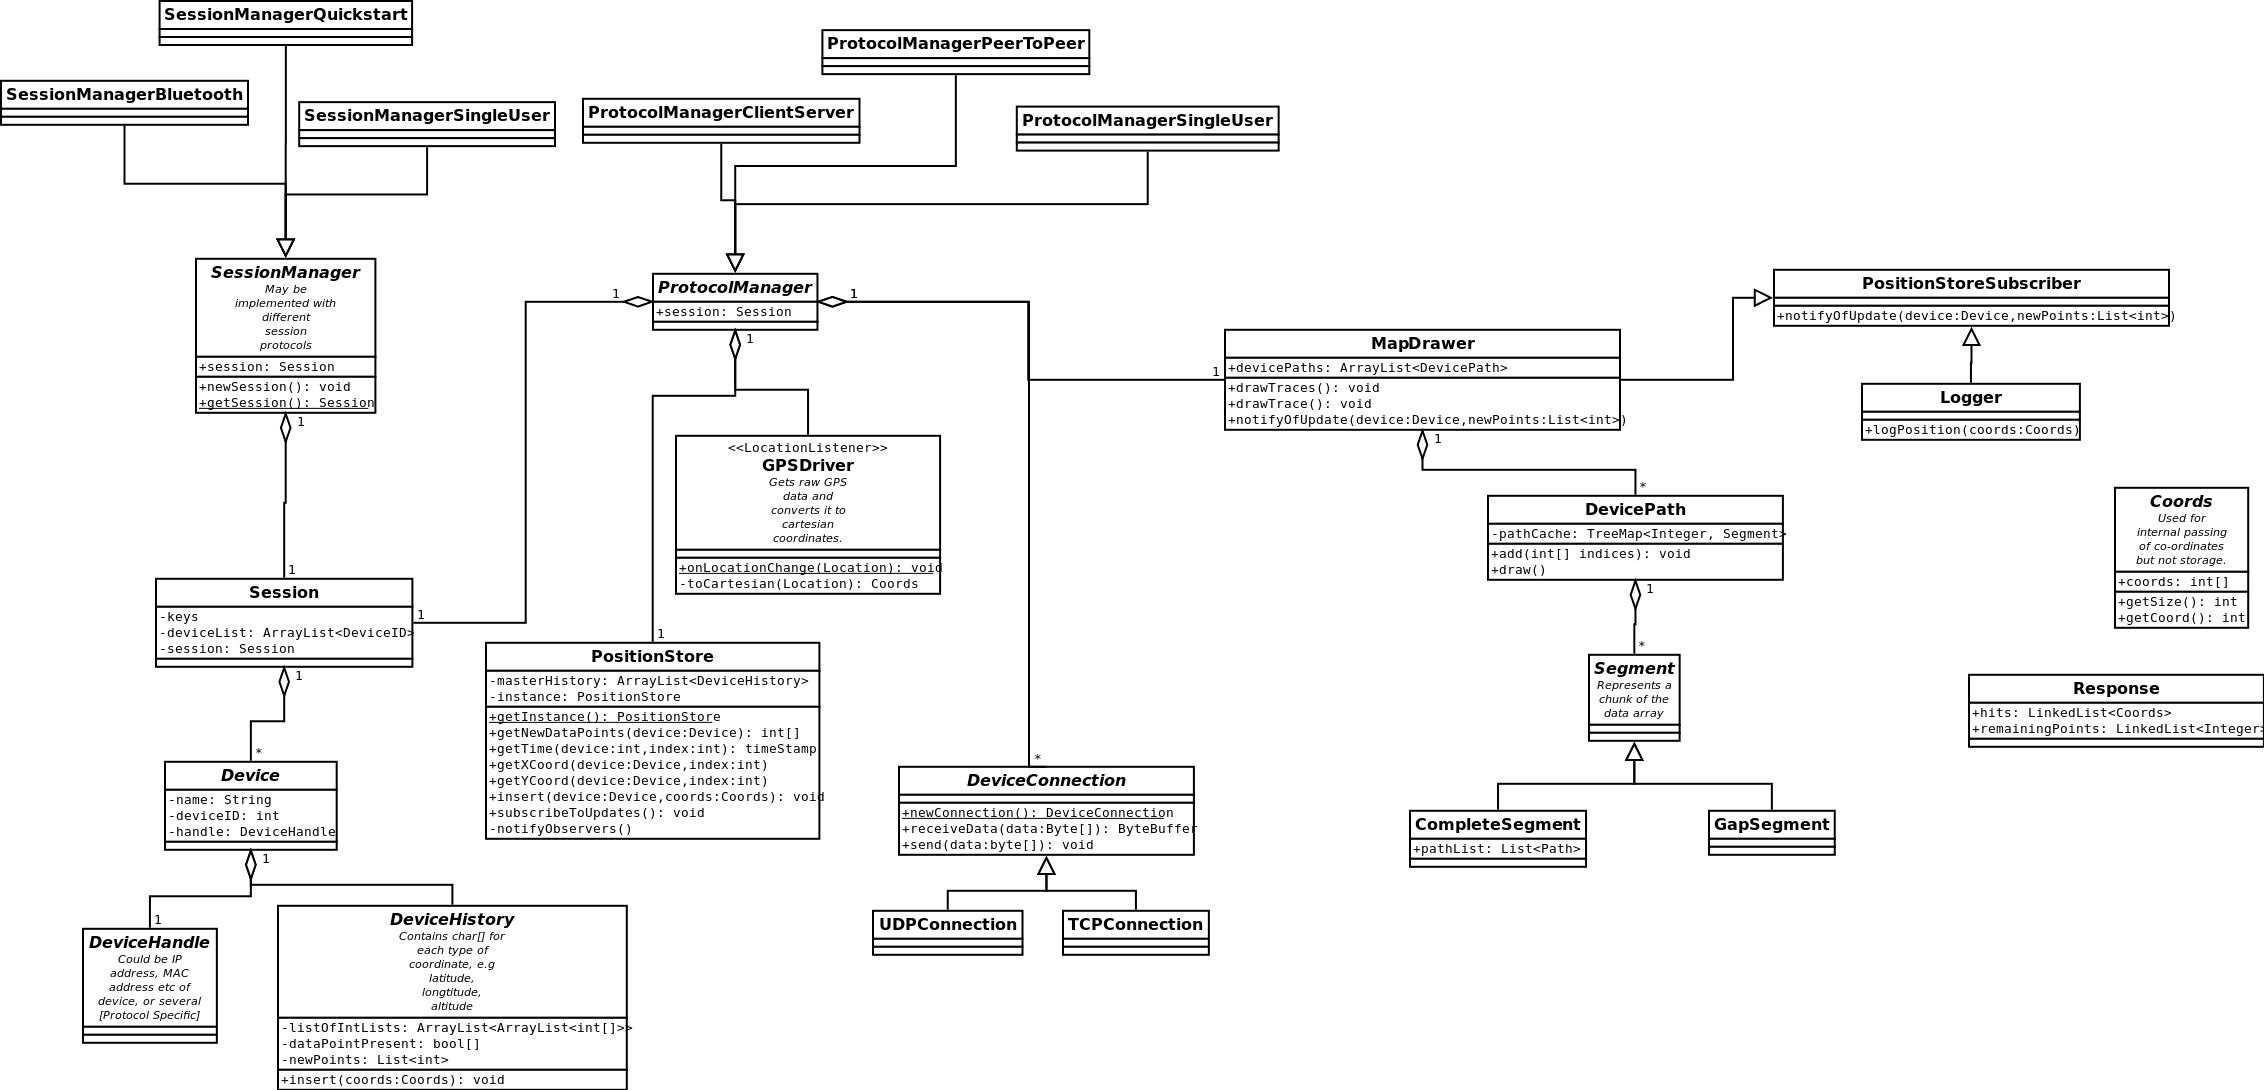 SessionManagerQuickstart
SessionManagerBluetooth
SessionManagerSingleUser
ProtocolManagerPeerToPeer
ProtocolManagerClientServer
ProtocolManagerSingleUser
SessionManager
May be
implemented with
different
session
protocols
+session: Session
+newSession(): void
+getSession(): Session
1
1
ProtocolManager
+session: Session
1
1
1
PositionStoreSubscriber
+notifyOfUpdate(device:Device,newPoints:List<int>)
MapDrawer
+devicePaths: ArrayList<DevicePath>
+drawTraces(): void
+drawTrace(): void
+notifyOfUpdate(device:Device,newPoints:List<int>)
1
1
Logger
+logPosition(coords:Coords)
<<LocationListener>>
GPSDriver
Gets raw GPS
data and
converts it to
cartesian
coordinates.
+onLocationChange(Location): void
-toCartesian(Location): Coords
*
DevicePath
-pathCache: TreeMap<Integer, Segment>
+add(int[] indices): void
+draw()
1
Coords
Used for
internal passing
of co-ordinates
but not storage.
+coords: int[]
+getSize(): int
+getCoord(): int
1
Session
-keys
-deviceList: ArrayList<DeviceID>
-session: Session
1
1
PositionStore
-masterHistory: ArrayList<DeviceHistory>
-instance: PositionStore
+getInstance(): PositionStore
+getNewDataPoints(device:Device): int[]
+getTime(device:int,index:int): timeStamp
+getXCoord(device:Device,index:int)
+getYCoord(device:Device,index:int)
+insert(device:Device,coords:Coords): void
+subscribeToUpdates(): void
-notifyObservers()
*
Segment
Represents a
chunk of the
data array
Response
+hits: LinkedList<Coords>
+remainingPoints: LinkedList<Integer>
*
Device
-name: String
-deviceID: int
-handle: DeviceHandle
1
*
DeviceConnection
+newConnection(): DeviceConnection
+receiveData(data:Byte[]): ByteBuffer
+send(data:byte[]): void
CompleteSegment
+pathList: List<Path>
GapSegment
UDPConnection
TCPConnection
1
DeviceHandle
Could be IP
address, MAC
address etc of
device, or several
[Protocol Specific]
DeviceHistory
Contains char[] for
each type of
coordinate, e.g
latitude,
longtitude,
altitude
-listOfIntLists: ArrayList<ArrayList<int[]>>
-dataPointPresent: bool[]
-newPoints: List<int>
+insert(coords:Coords): void